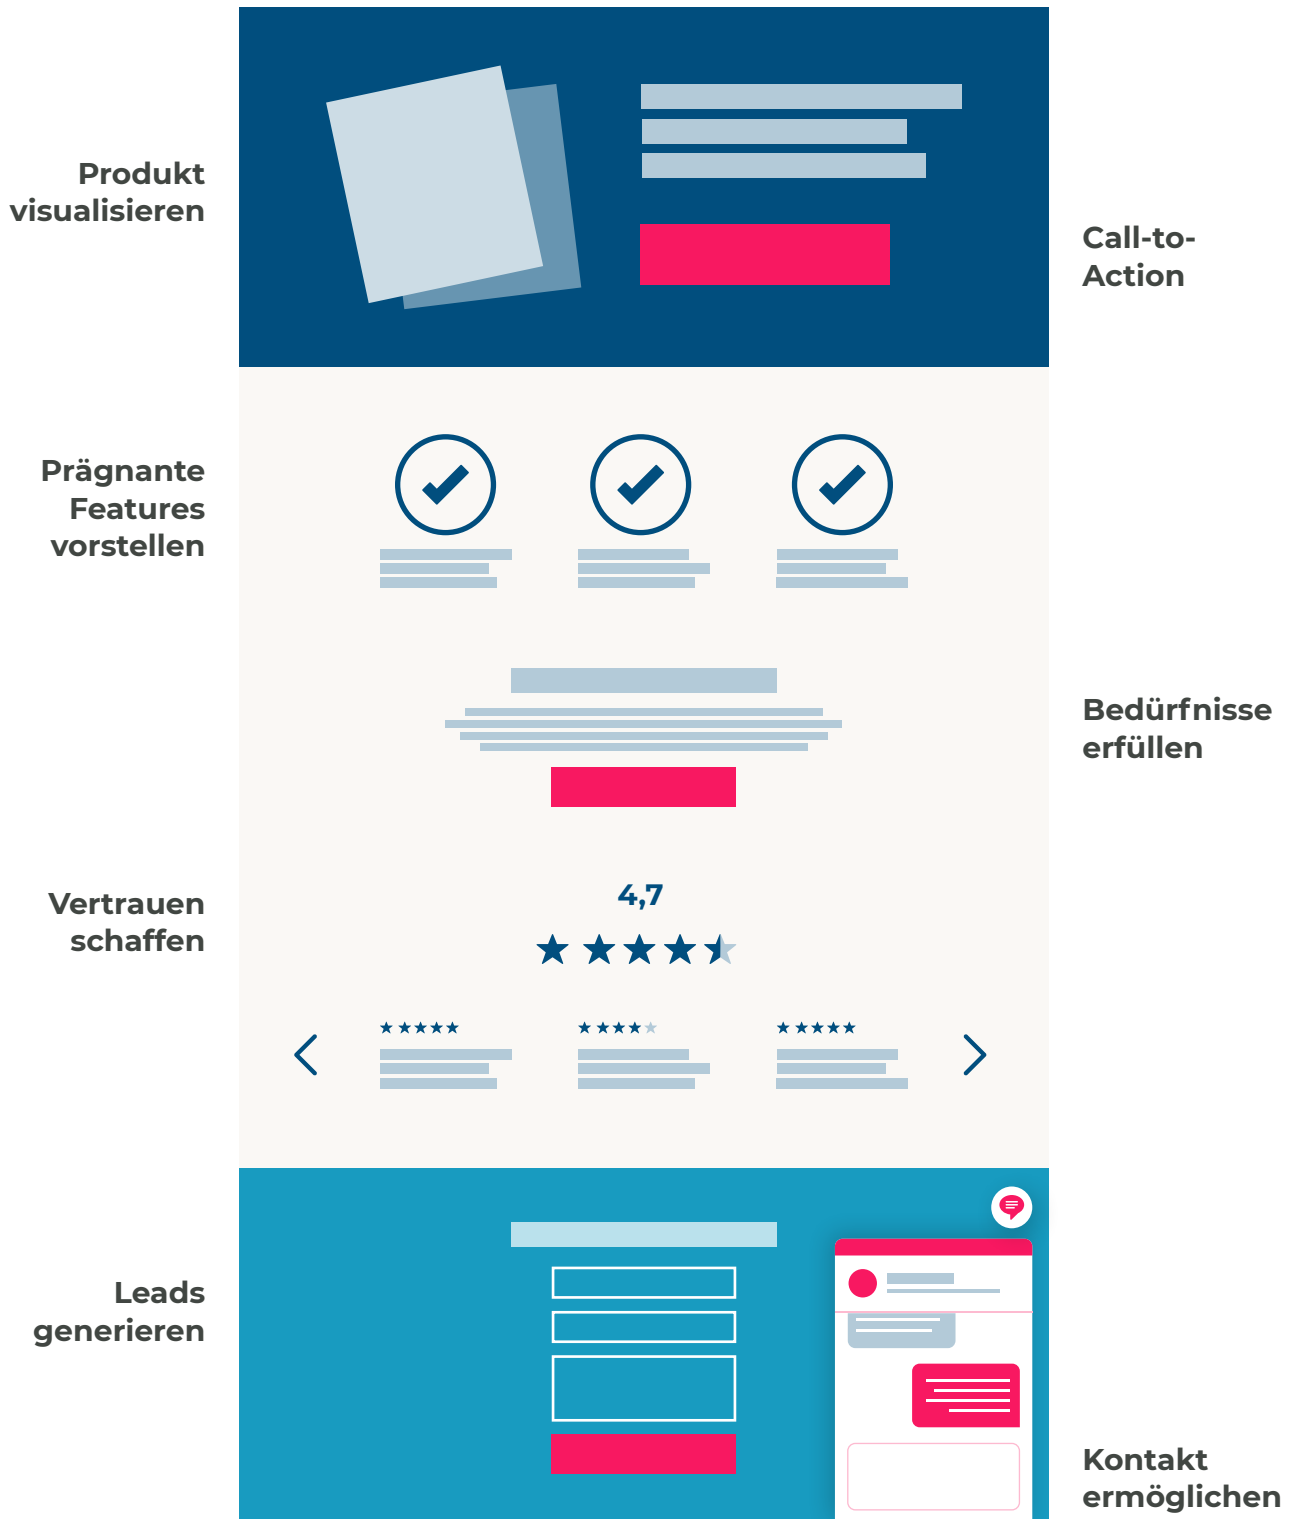 Produkt
visualisieren
Call-to-
Action
Prägnante
Features
vorstellen
Bedürfnisse
erfüllen
Vertrauen
schaffen
4,7
Leads
generieren
Kontakt
ermöglichen